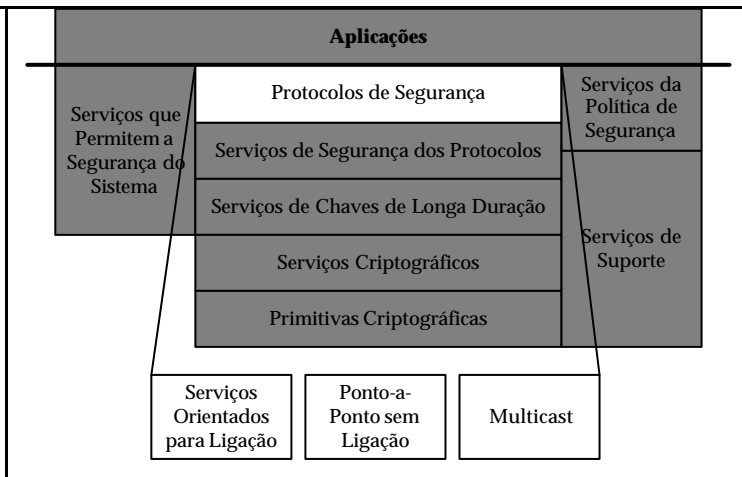 Aplicações
Protocolos de Segurança
Serviços da
Política de
Segurança
Serviços que
Permitem a
Segurança do
Sistema
Serviços de Segurança dos Protocolos
Serviços de Chaves de Longa Duração
Serviços de
Suporte
Serviços Criptográficos
Primitivas Criptográficas
Serviços
Orientados
para Ligação
Ponto-a-
Ponto sem
Ligação
Multicast